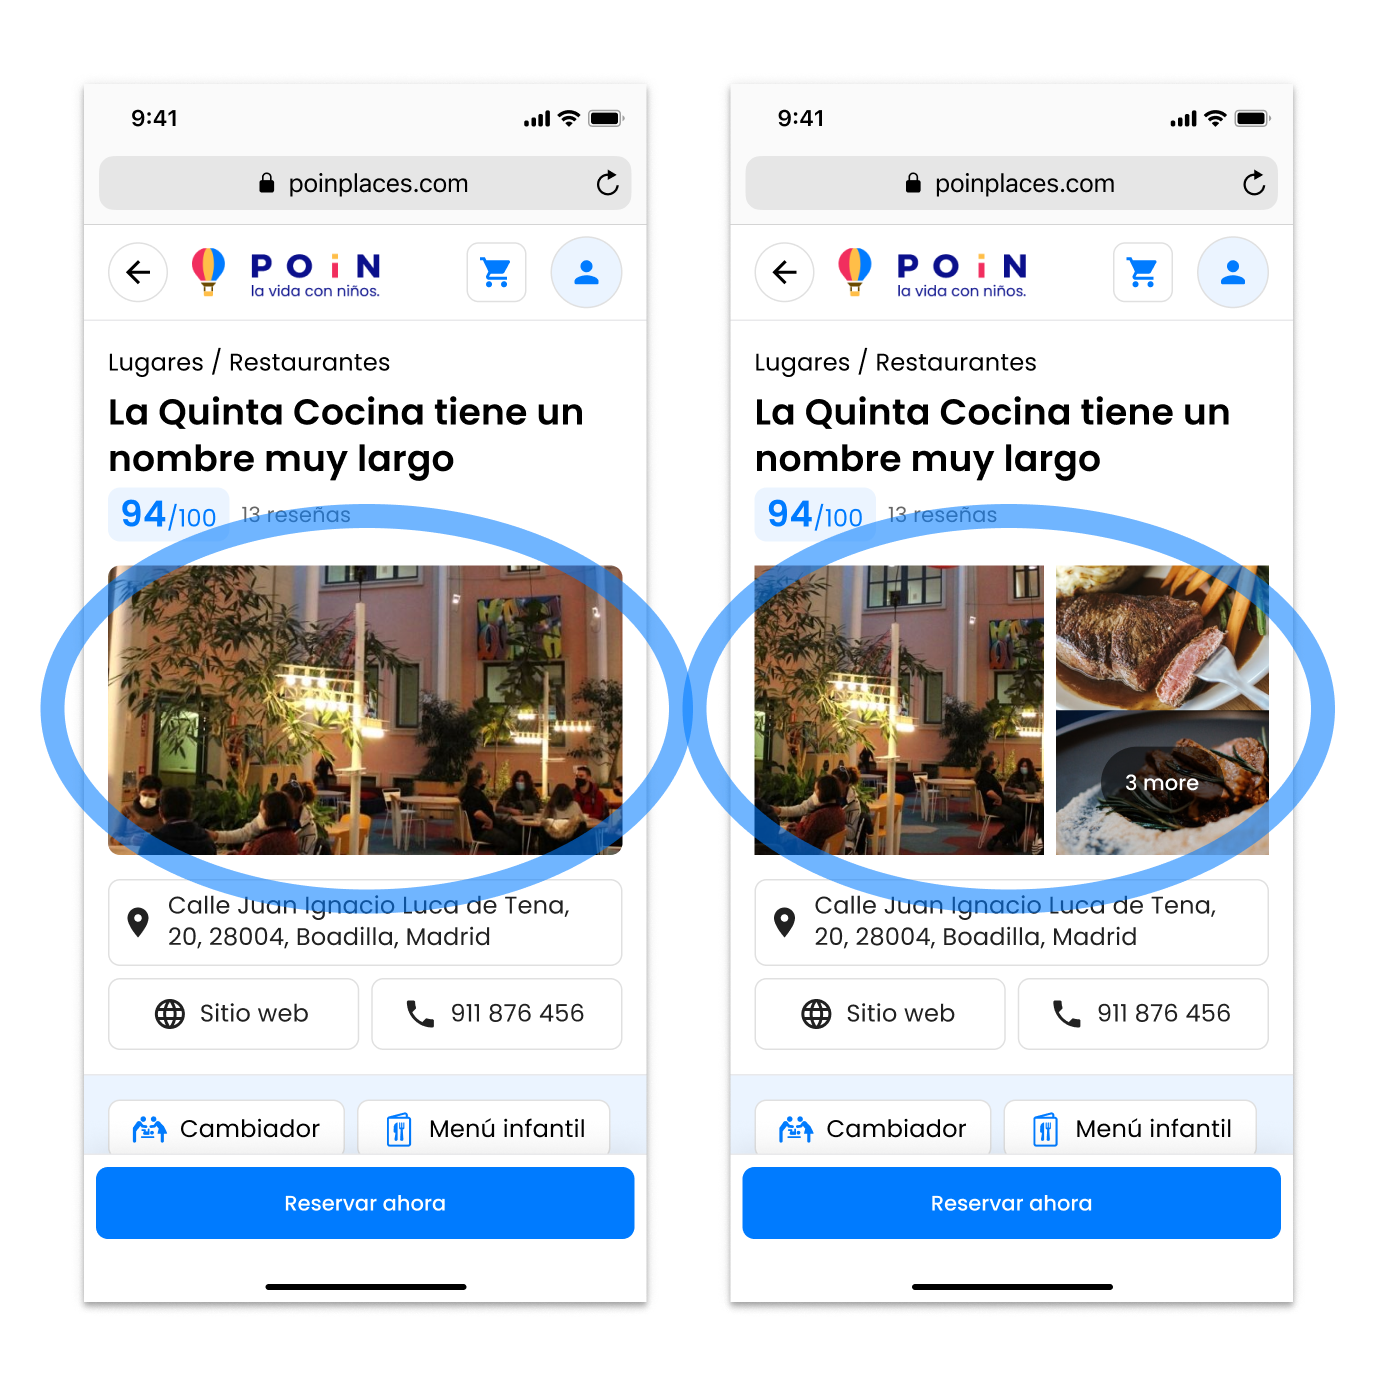 9:41
poinplaces.com
POiN
la vida con niños.
Lugares / Restaurantes
La Quinta Cocina tiene un
nombre muy largo
94/100 13 reseñas
Calle Juan Ignacio Luca de Tena,
20, 28004, Boadilla, Madrid
Sitio web
911 876 456
Cambiador
Menú infantil
Reservar ahora
9:41
poinplaces.com
POiN
la vida con niños.
Lugares / Restaurantes
La Quinta Cocina tiene un
nombre muy largo
94/100 13 reseñas
3 more
Calle Juan Ignacio Luca de Tena,
20, 28004, Boadilla, Madrid
Sitio web
911 876 456
Cambiador
Menú infantil
Reservar ahora